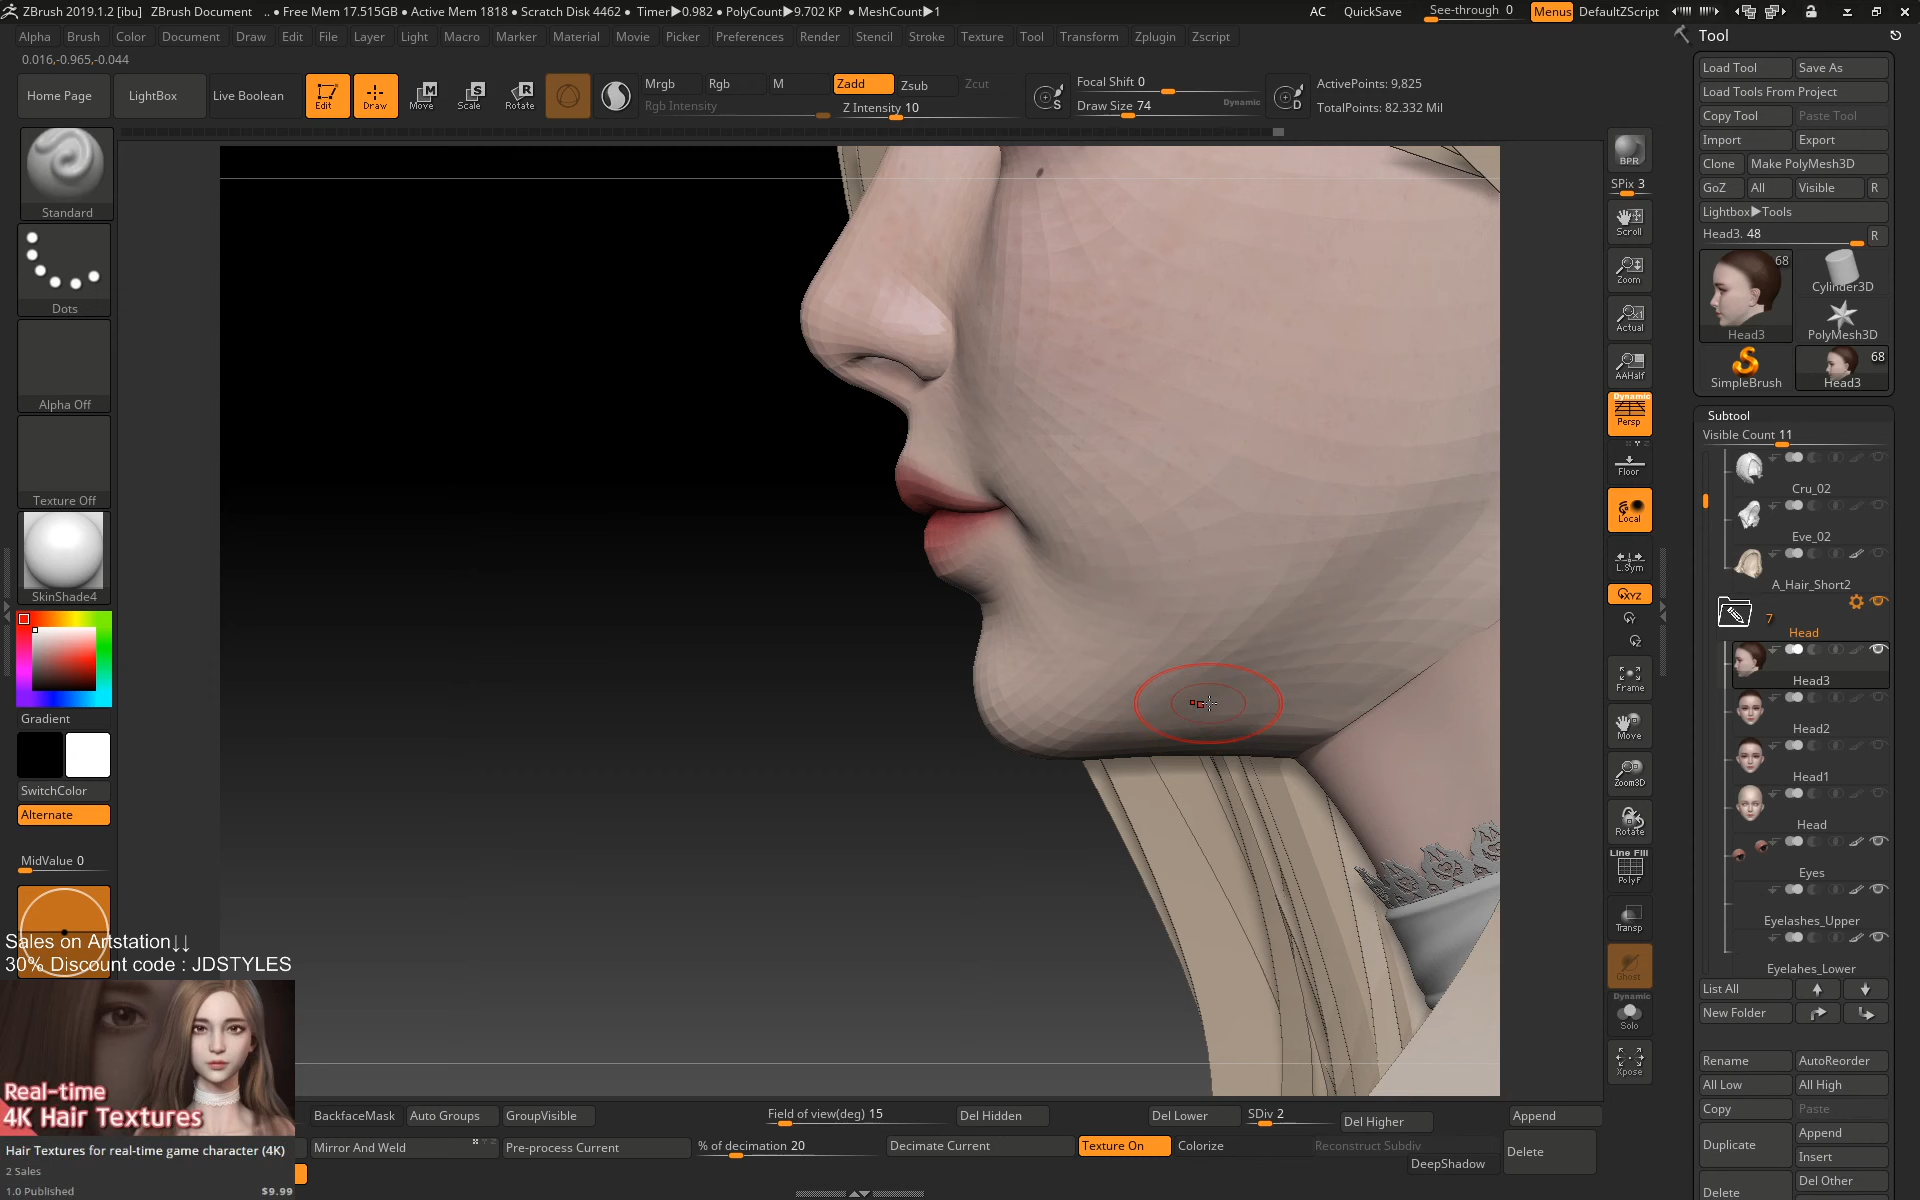 ZBrush 2019.1.2 [ibu] ZBrush Document .. • Free Mem 17.515GB • Active Mem 1818 • Scratch Disk 4462 • Timer▶0.982 • PolyCount▶9.702 KP • MeshCount▶1 AC QuickSave See-through 0 Menus DefaultZScript
Alpha Brush Color Document Draw Edit File Layer Light Macro Marker Material Movie Picker Preferences Render Stencil Stroke Texture Tool Transform Zplugin Zscript
0.016,-0.965,-0.044
Home Page LightBox Live Boolean Edit Draw Move Scale Rotate
Mrgb Rgb M Zadd Zsub Zcut
Rgb Intensity Z Intensity 10
S Focal Shift 0
Draw Size 74 Dynamic
D ActivePoints: 9,825
TotalPoints: 82.332 Mil
Standard
Dots
Alpha Off
Texture Off
SkinShade4
Gradient
SwitchColor
Alternate
MidValue 0
Sales on Artstation↓↓
30% Discount code : JDSTYLES
Real-time
4K Hair Textures
Hair Textures for real-time game character (4K)
2 Sales
1.0 Published $9.99
BackfaceMask Auto Groups GroupVisible Field of view(deg) 15 Del Hidden Del Lower SDiv 2 Del Higher Append
Mirror And Weld Pre-process Current % of decimation 20 Decimate Current Texture On Colorize Reconstruct Subdiv Delete
DeepShadow
BPR
SPix 3
Scroll
Zoom
Actual
AAHalf
Dynamic
Persp
Floor
Local
L.Sym
XYZ
Y
Z
Frame
Move
Zoom3D
Rotate
Line Fill
PolyF
Transp
Ghost
Dynamic
Solo
Xpose
Tool
Load Tool Save As
Load Tools From Project
Copy Tool Paste Tool
Import Export
Clone Make PolyMesh3D
GoZ All Visible R
Lightbox▶Tools
Head3. 48 R
68
Head3
Cylinder3D
PolyMesh3D
SimpleBrush
68
Head3
Subtool
Visible Count 11
Cru_02
Eve_02
A_Hair_Short2
7
Head
Head3
Head2
Head1
Head
Eyes
Eyelashes_Upper
Eyelahes_Lower
List All
New Folder
Rename AutoReorder
All Low All High
Copy Paste
Duplicate Append
Insert
Delete Del Other